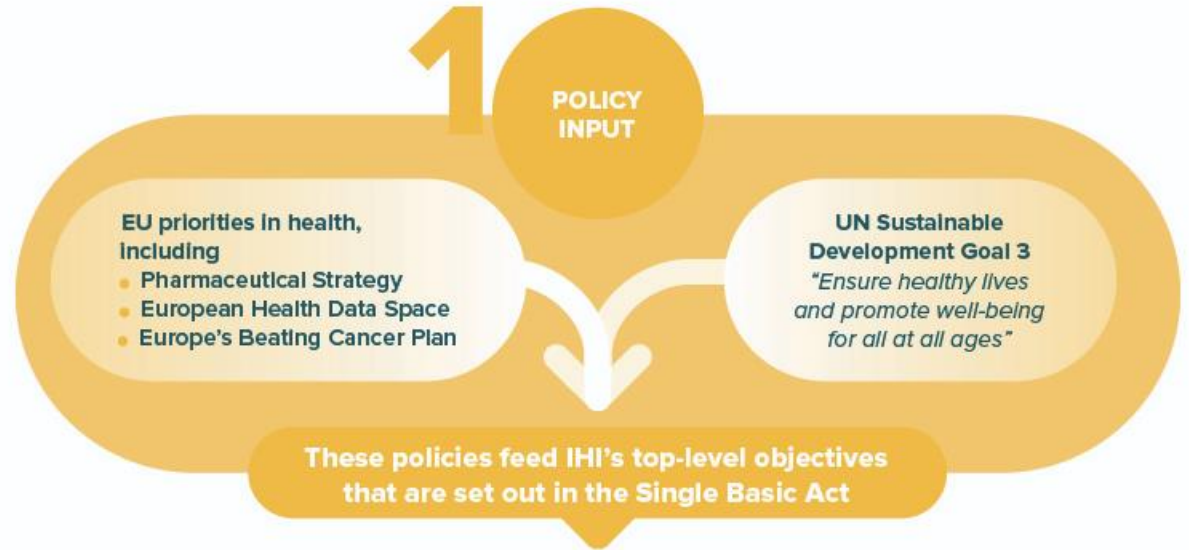 1
POLICY
INPUT
EU priorities in health,
including
• Pharmaceutical Strategy
• European Health Data Space
• Europe's Beating Cancer Plan
UN Sustainable
Development Goal 3
"Ensure healthy lives
and promote well-being
for all at all ages"
These policies feed IHI's top-level objectives
that are set out in the Single Basic Act